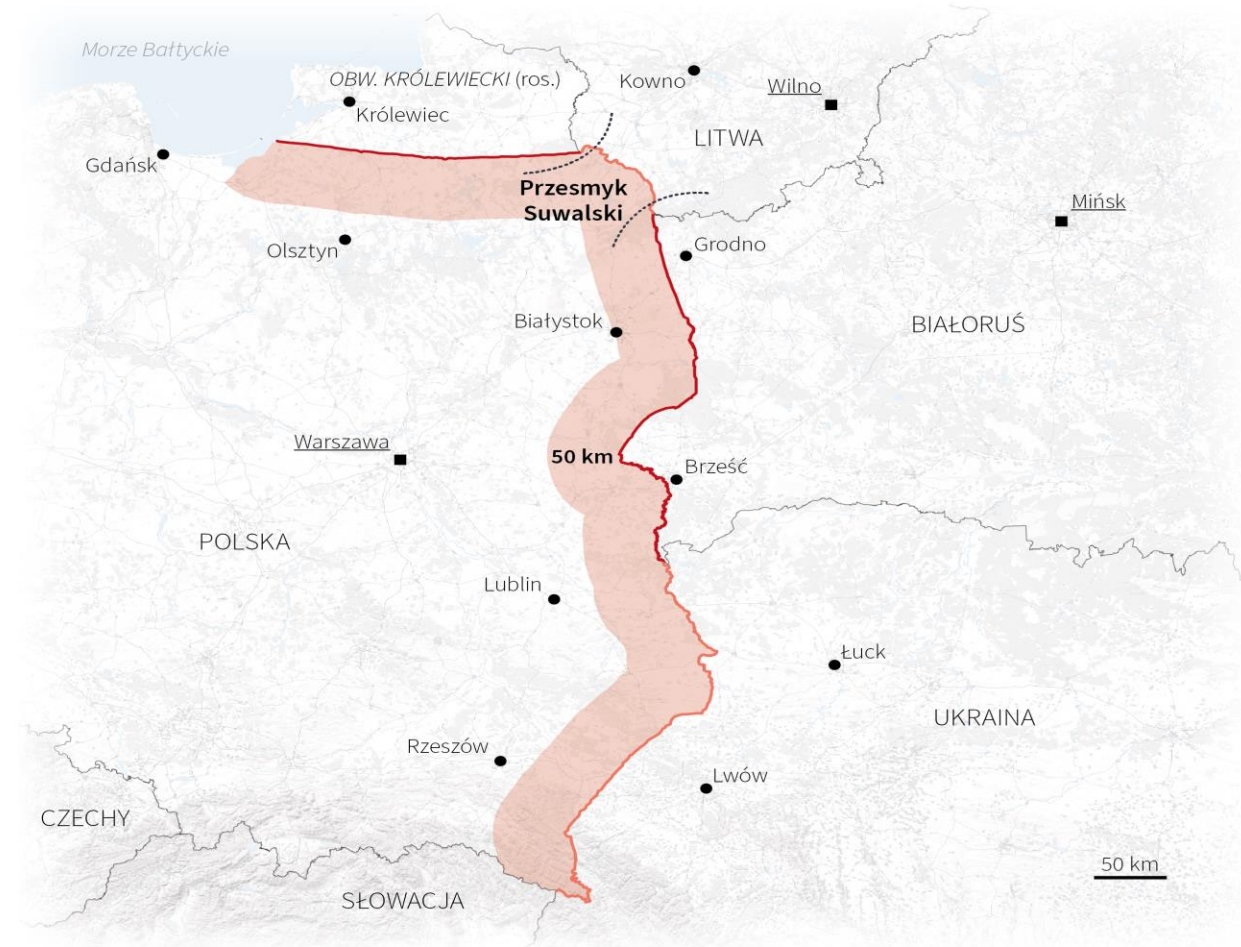 Morze Bałtyckie
OBW. KRÓLEWIECKI (ros.)
Kowno
Wilno
Królewiec
LITWA
Gdańsk
Przesmyk
Suwalski
Mińsk
Olsztyn
Grodno
Białystok
BIAŁORUŚ
Warszawa
50 km
Brześć
POLSKA
Lublin
Łuck
UKRAINA
Rzeszów
Lwów
CZECHY
50 km
SŁOWACJA